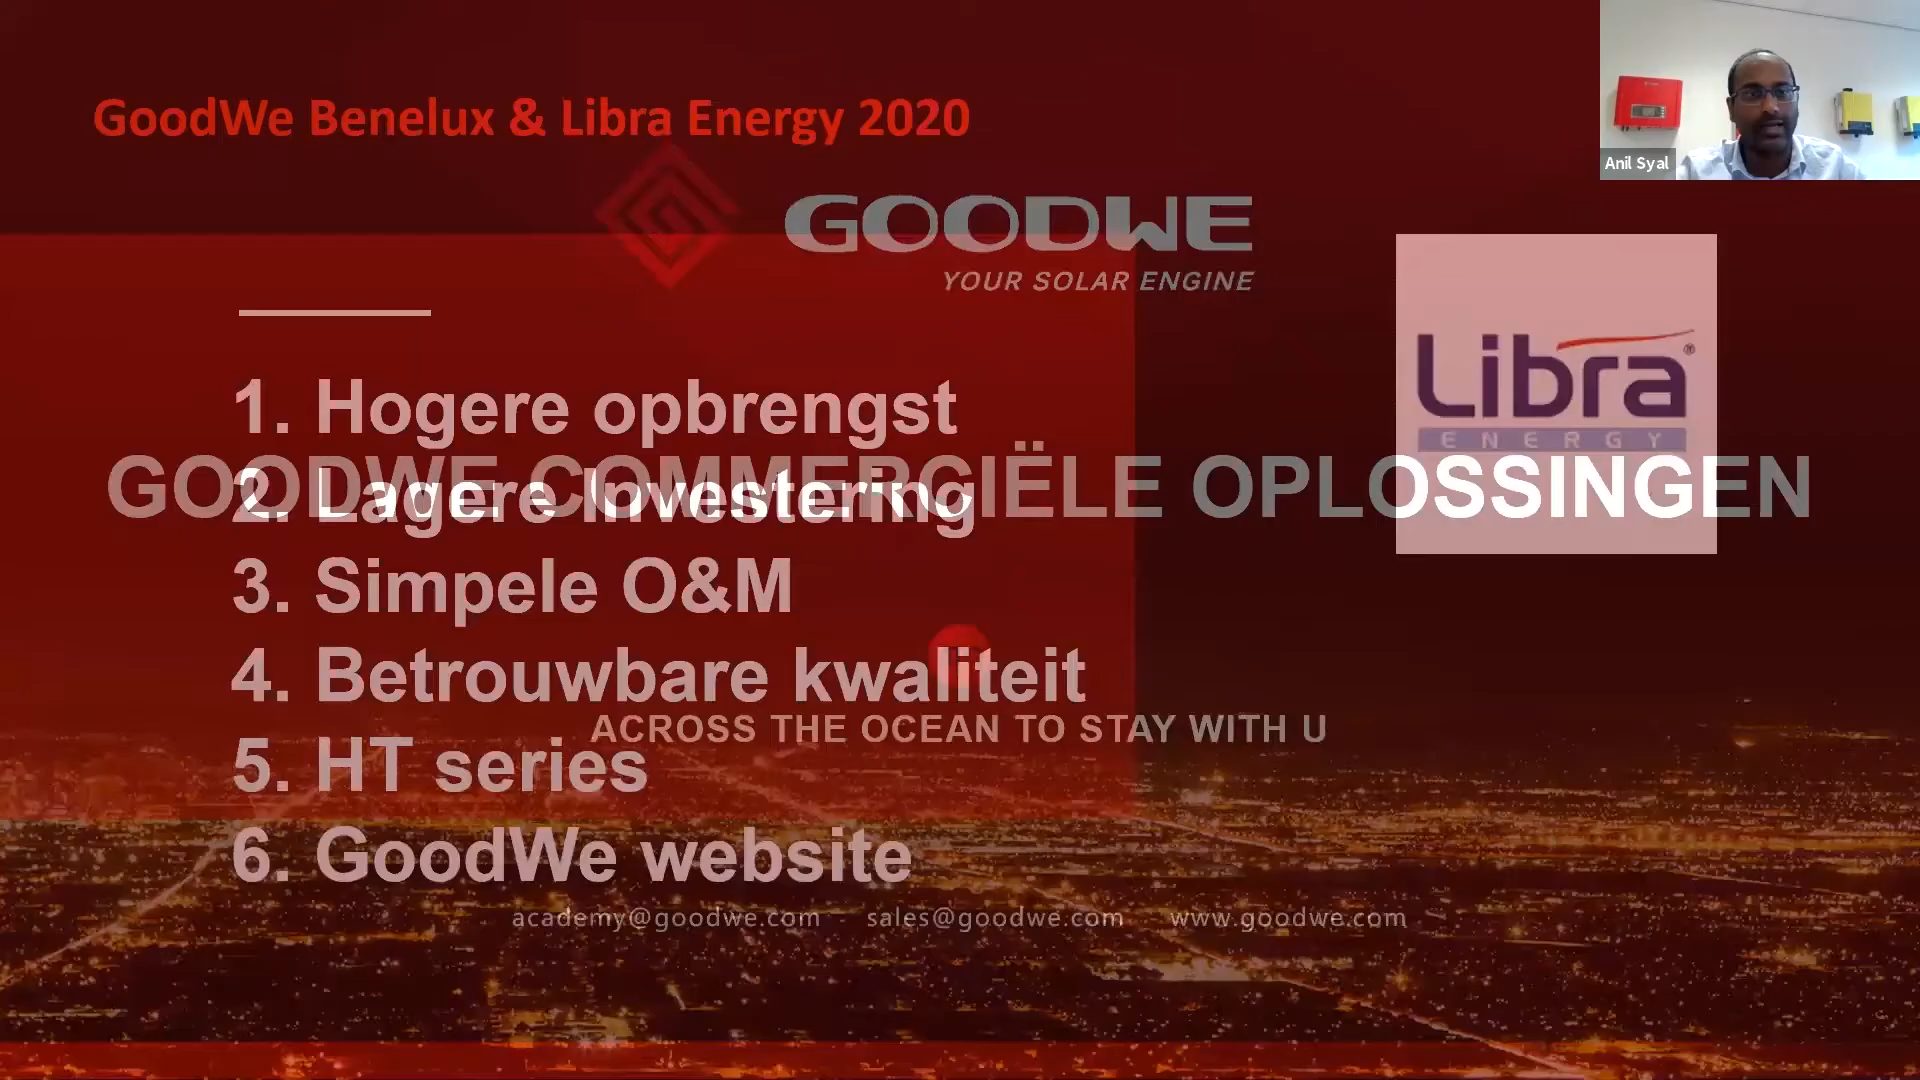 GoodWe Benelux & Libra Energy 2020
Anil Syal
GOODWE
YOUR SOLAR ENGINE
Libra®
ENERGY
1. Hogere opbrengst
GOODWE COMMERCIËLE OPLOSSINGEN
2. Lagere Investering
3. Simpele O&M
4. Betrouwbare kwaliteit
ACROSS THE OCEAN TO STAY WITH U
5. HT series
6. GoodWe website
academy@goodwe.com sales@goodwe.com www.goodwe.com